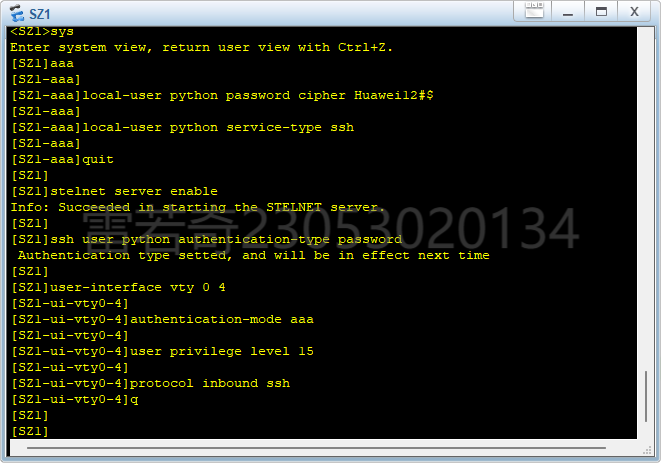 SZ1
<SZ1>sys
Enter system view, return user view with Ctrl+Z.
[SZ1]aaa
[SZ1-aaa]
[SZ1-aaa]local-user python password cipher Huawei12#$
[SZ1-aaa]
[SZ1-aaa]local-user python service-type ssh
[SZ1-aaa]
[SZ1-aaa]quit
[SZ1]
[SZ1]stelnet server enable
Info: Succeeded in starting the STELNET server.
[SZ1]
[SZ1]ssh user python authentication-type password
 Authentication type setted, and will be in effect next time
[SZ1]
[SZ1]user-interface vty 0 4
[SZ1-ui-vty0-4]
[SZ1-ui-vty0-4]authentication-mode aaa
[SZ1-ui-vty0-4]
[SZ1-ui-vty0-4]user privilege level 15
[SZ1-ui-vty0-4]
[SZ1-ui-vty0-4]protocol inbound ssh
[SZ1-ui-vty0-4]q
[SZ1]
[SZ1]
雷若奇23053020134